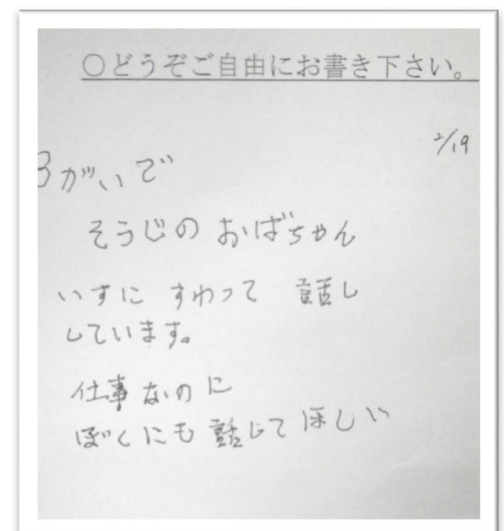 ○どうぞご自由にお書き下さい。
2/19
3がいで
そうじのおばちゃん
いすに すわって 話し
しています。
仕事なのに
ぼくにも 話じて ほしい